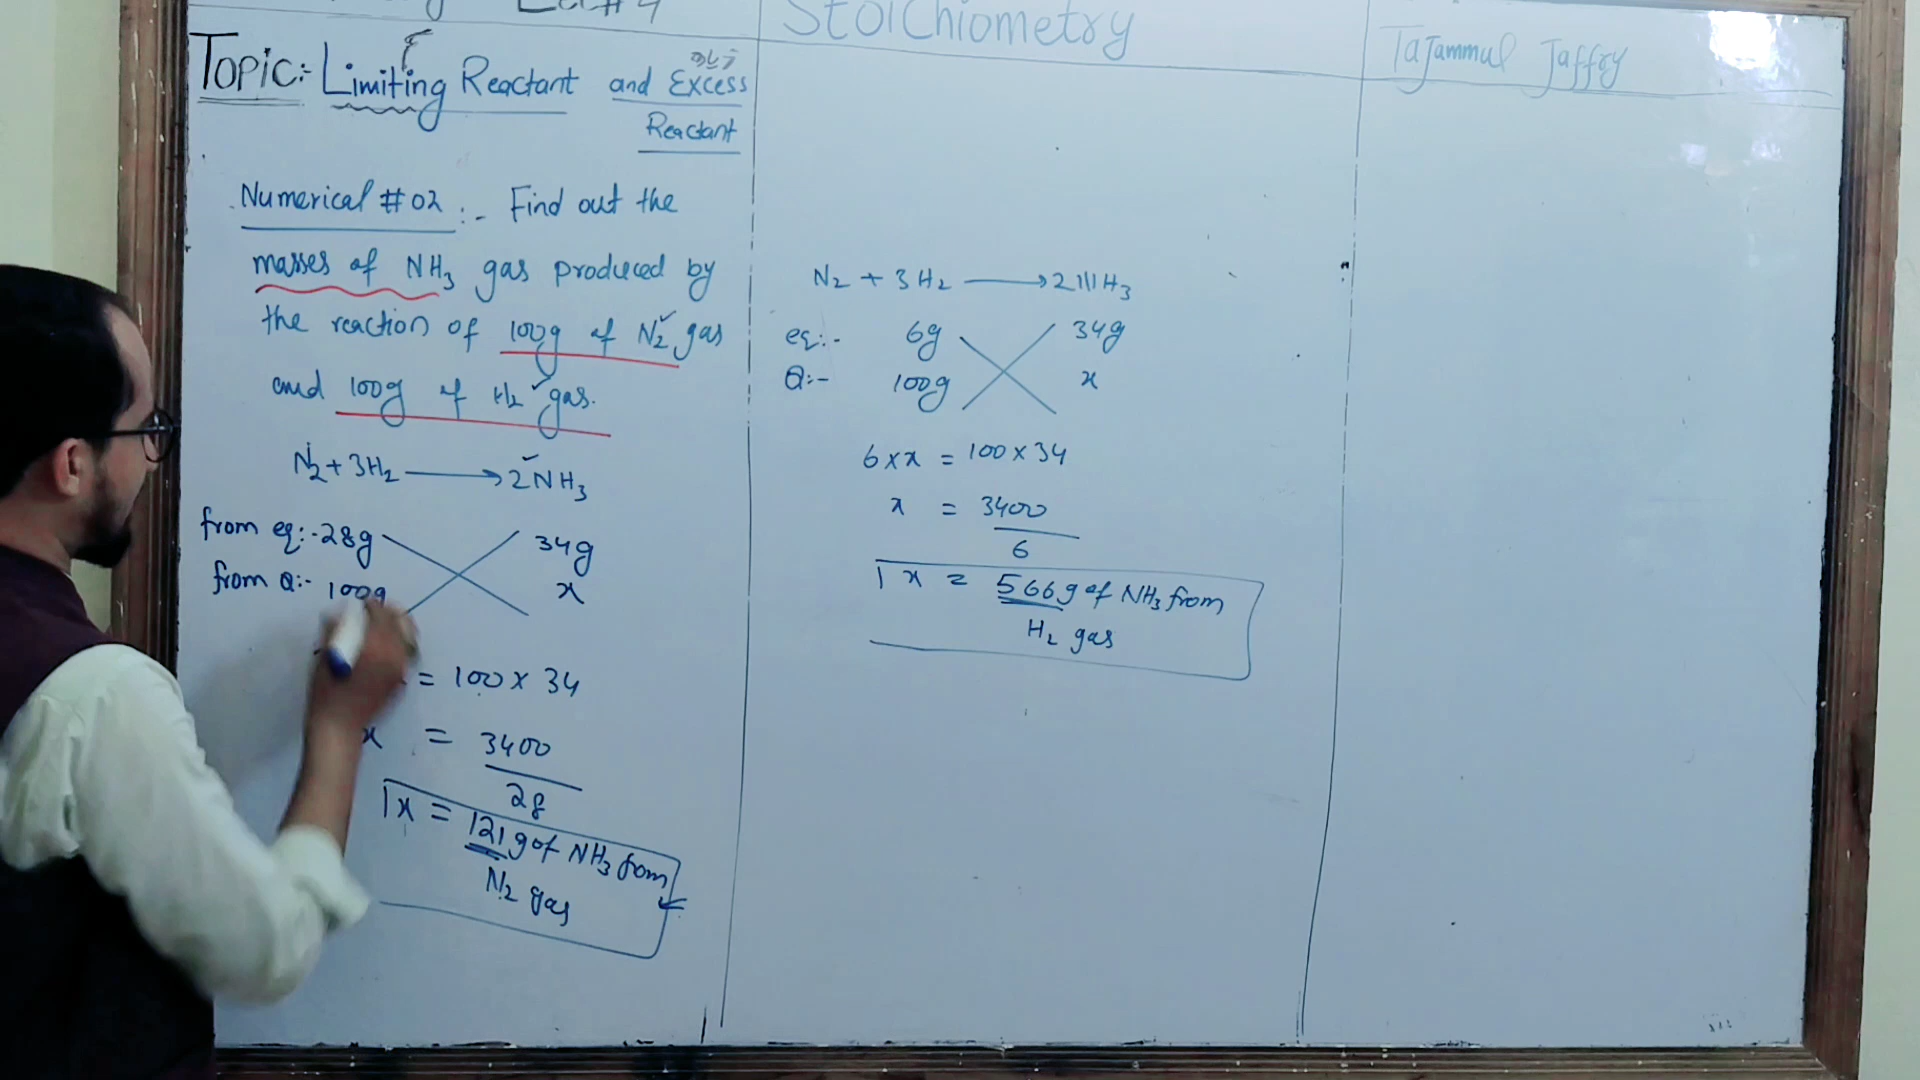 Stoichiometry
Tajammul Jaffry
Topic:- Limiting Reactant and Excess
Reactant
Numerical #02:- Find out the
masses of NH3 gas produced by
the reaction of 100g of N2 gas
and 100g of H2 gas.
N2 + 3H2 → 2NH3
from eq:- 28g 34g
from Q:- 100g x
= 100 x 34
x = 3400
28
x = 121g of NH3 from
N2 gas
N2 + 3H2 → 2NH3
eq:- 6g 34g
Q:- 100g x
6 x x = 100 x 34
x = 3400
6
x = 566g of NH3 from
H2 gas